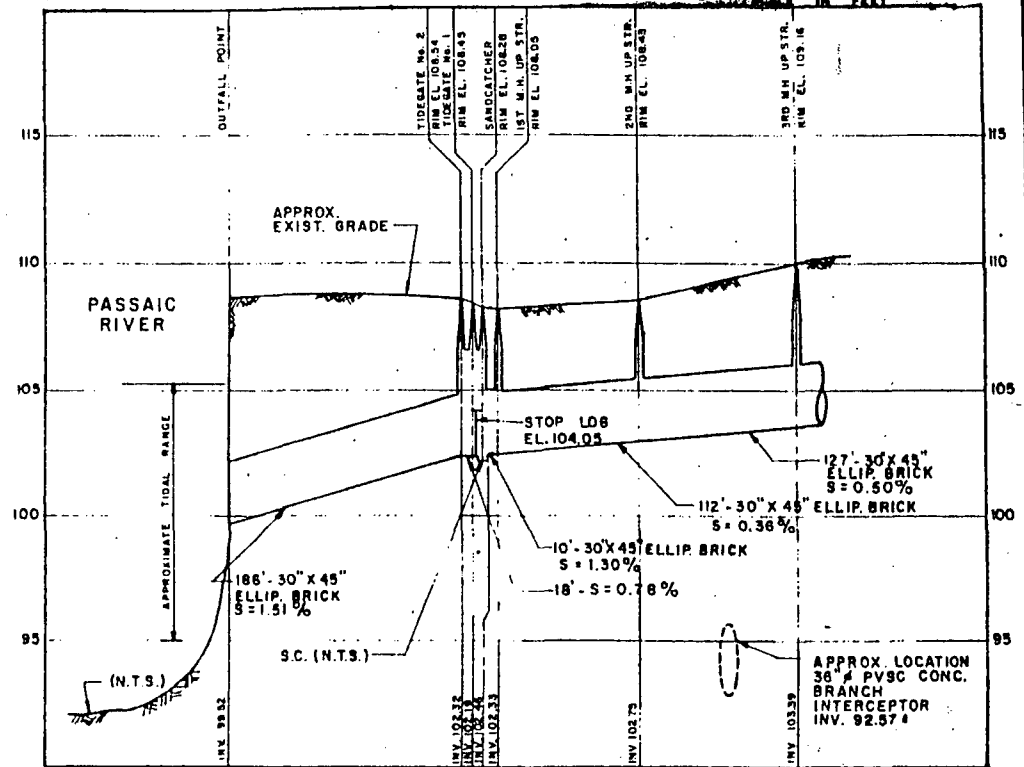 IN FEET
OUTFALL POINT
TIDEGATE No. 2
RIM EL. 108.54
TIDEGATE No. 1
RIM EL. 108.45
SANDCATCHER
RIM EL. 108.28
1ST M.H. UP STR.
RIM EL 108.05
2ND M.H UP STR.
RIM EL. 108.48
3RD MH UP STR.
RIM EL. 109.16
115
115
APPROX.
EXIST. GRADE
110
110
PASSAIC
RIVER
105
105
APPROXIMATE TIDAL RANGE
STOP LOG
EL. 104.05
127'-30"X 45"
ELLIP. BRICK
S=0.50%
100
100
112'-30"X 45" ELLIP. BRICK
S=0.36%
10'-30"X45" ELLIP. BRICK
S=1.30%
186'-30"X 45"
ELLIP. BRICK
S=1.51%
18'-S=0.78%
95
95
S.C. (N.T.S.)
(N.T.S.)
APPROX. LOCATION
36"ø PVSC CONC.
BRANCH
INTERCEPTOR
INV. 92.57±
INV. 99.52
INV. 102.32
INV. 102.33
INV 102.75
INV 103.39